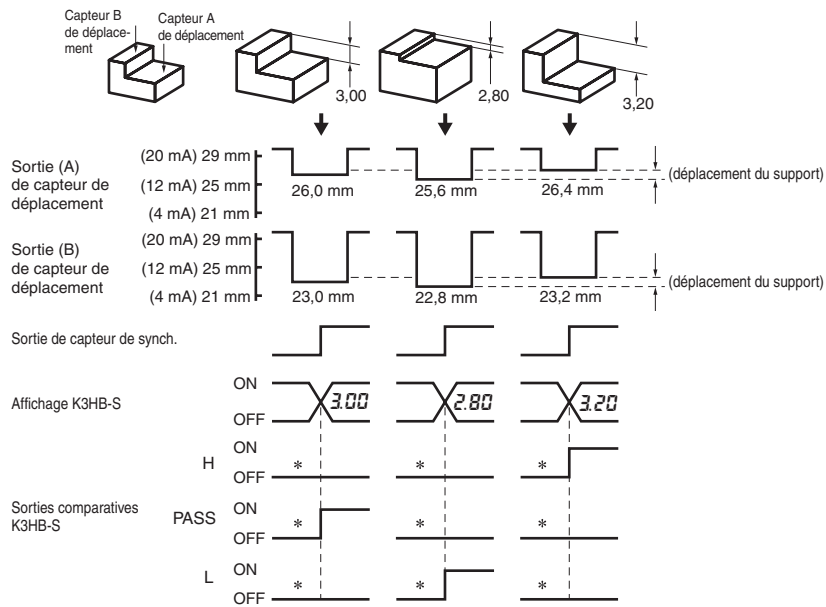 Capteur B
de déplace-
ment
Capteur A
de déplacement
3,00
2,80
3,20
Sortie (A)
de capteur de
déplacement
(20 mA) 29 mm
(12 mA) 25 mm
(4 mA) 21 mm
26,0 mm
25,6 mm
26,4 mm
(déplacement du support)
Sortie (B)
de capteur de
déplacement
(20 mA) 29 mm
(12 mA) 25 mm
(4 mA) 21 mm
23,0 mm
22,8 mm
23,2 mm
(déplacement du support)
Sortie de capteur de synch.
Affichage K3HB-S
ON
OFF
3.00
2.80
3.20
H
ON
OFF
*
*
*
Sorties comparatives
K3HB-S
PASS
ON
OFF
*
*
*
L
ON
OFF
*
*
*